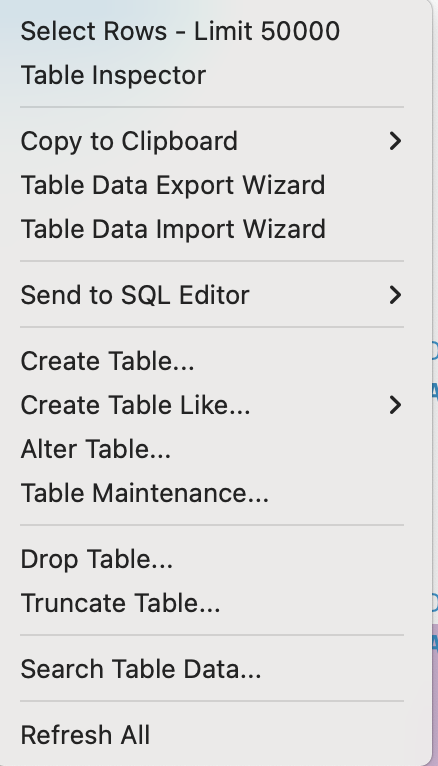 Select Rows - Limit 50000
Table Inspector
Copy to Clipboard
Table Data Export Wizard
Table Data Import Wizard
Send to SQL Editor
Create Table...
Create Table Like...
Alter Table...
Table Maintenance...
Drop Table...
Truncate Table...
Search Table Data...
Refresh All